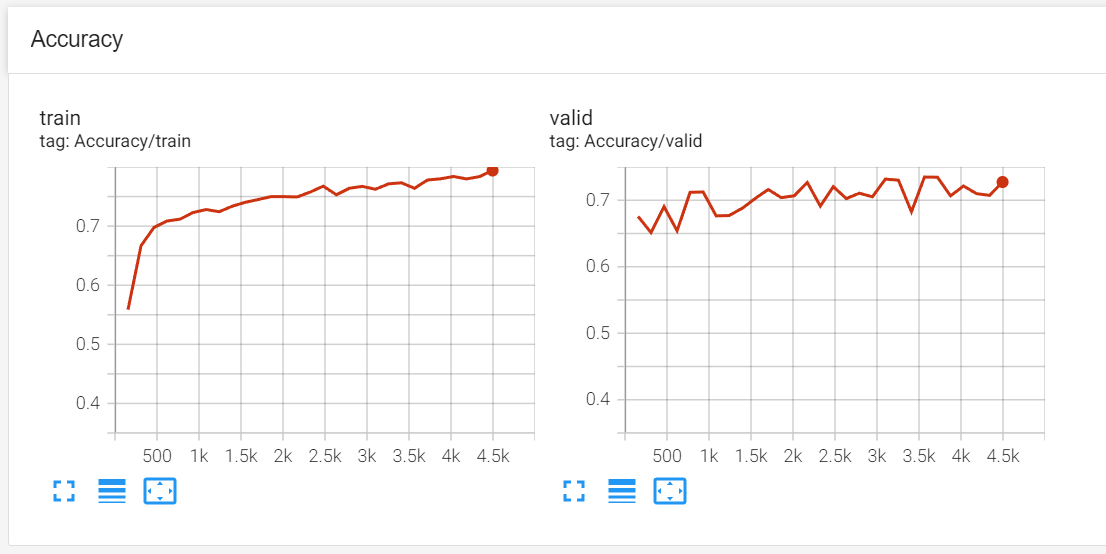 Accuracy
train
tag: Accuracy/train
0.7
0.6
0.5
0.4
500 1k 1.5k 2k 2.5k 3k 3.5k 4k 4.5k
valid
tag: Accuracy/valid
0.7
0.6
0.5
0.4
500 1k 1.5k 2k 2.5k 3k 3.5k 4k 4.5k